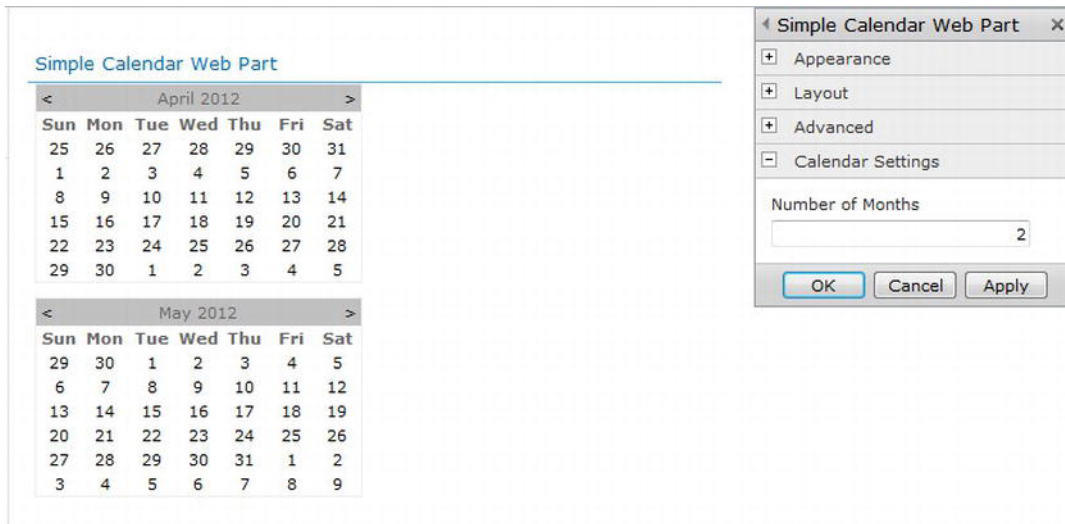 Simple Calendar Web Part
< April 2012 >
Sun Mon Tue Wed Thu Fri Sat
25 26 27 28 29 30 31
1 2 3 4 5 6 7
8 9 10 11 12 13 14
15 16 17 18 19 20 21
22 23 24 25 26 27 28
29 30 1 2 3 4 5
< May 2012 >
Sun Mon Tue Wed Thu Fri Sat
29 30 1 2 3 4 5
6 7 8 9 10 11 12
13 14 15 16 17 18 19
20 21 22 23 24 25 26
27 28 29 30 31 1 2
3 4 5 6 7 8 9
Simple Calendar Web Part ×
+ Appearance
+ Layout
+ Advanced
- Calendar Settings
Number of Months
2
OK Cancel Apply